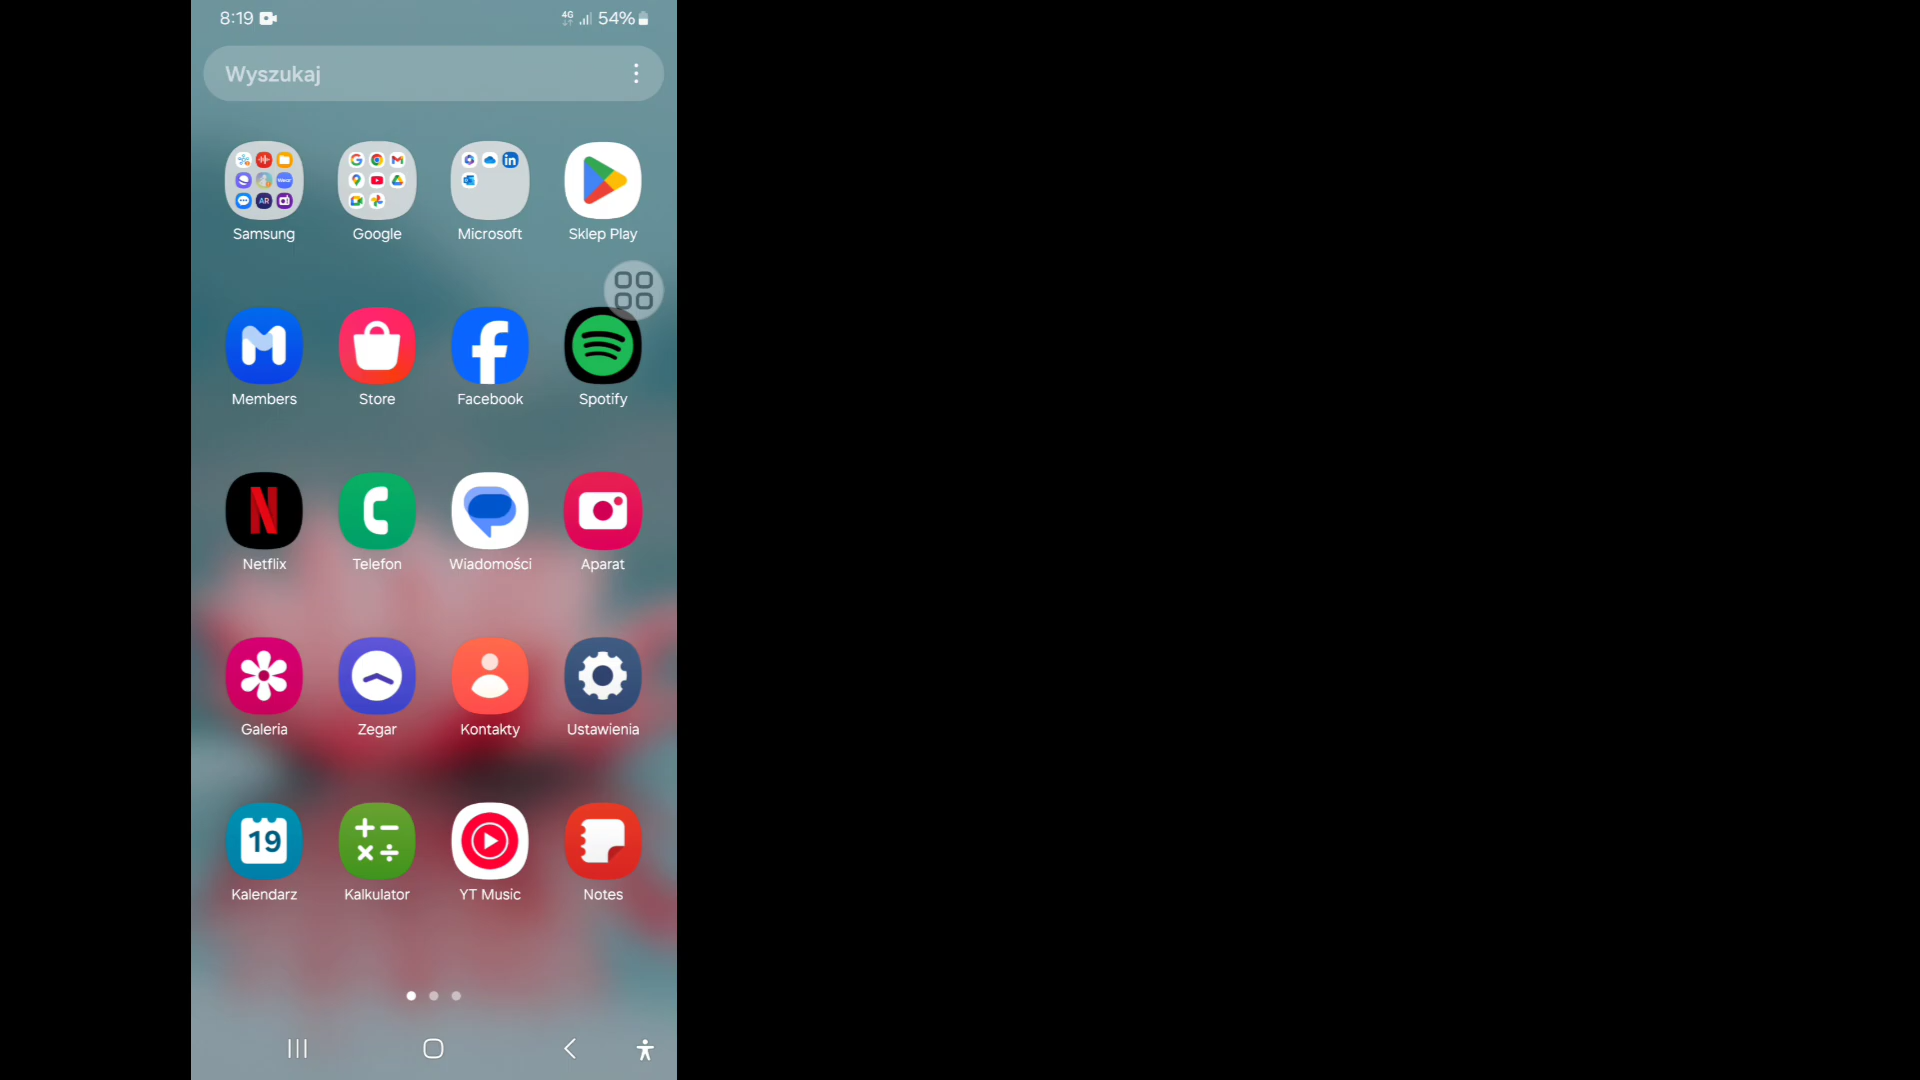 8:19 4G 54%
Wyszukaj
Samsung Google Microsoft Sklep Play
Members Store Facebook Spotify
Netflix Telefon Wiadomości Aparat
Galeria Zegar Kontakty Ustawienia
19
Kalendarz Kalkulator YT Music Notes